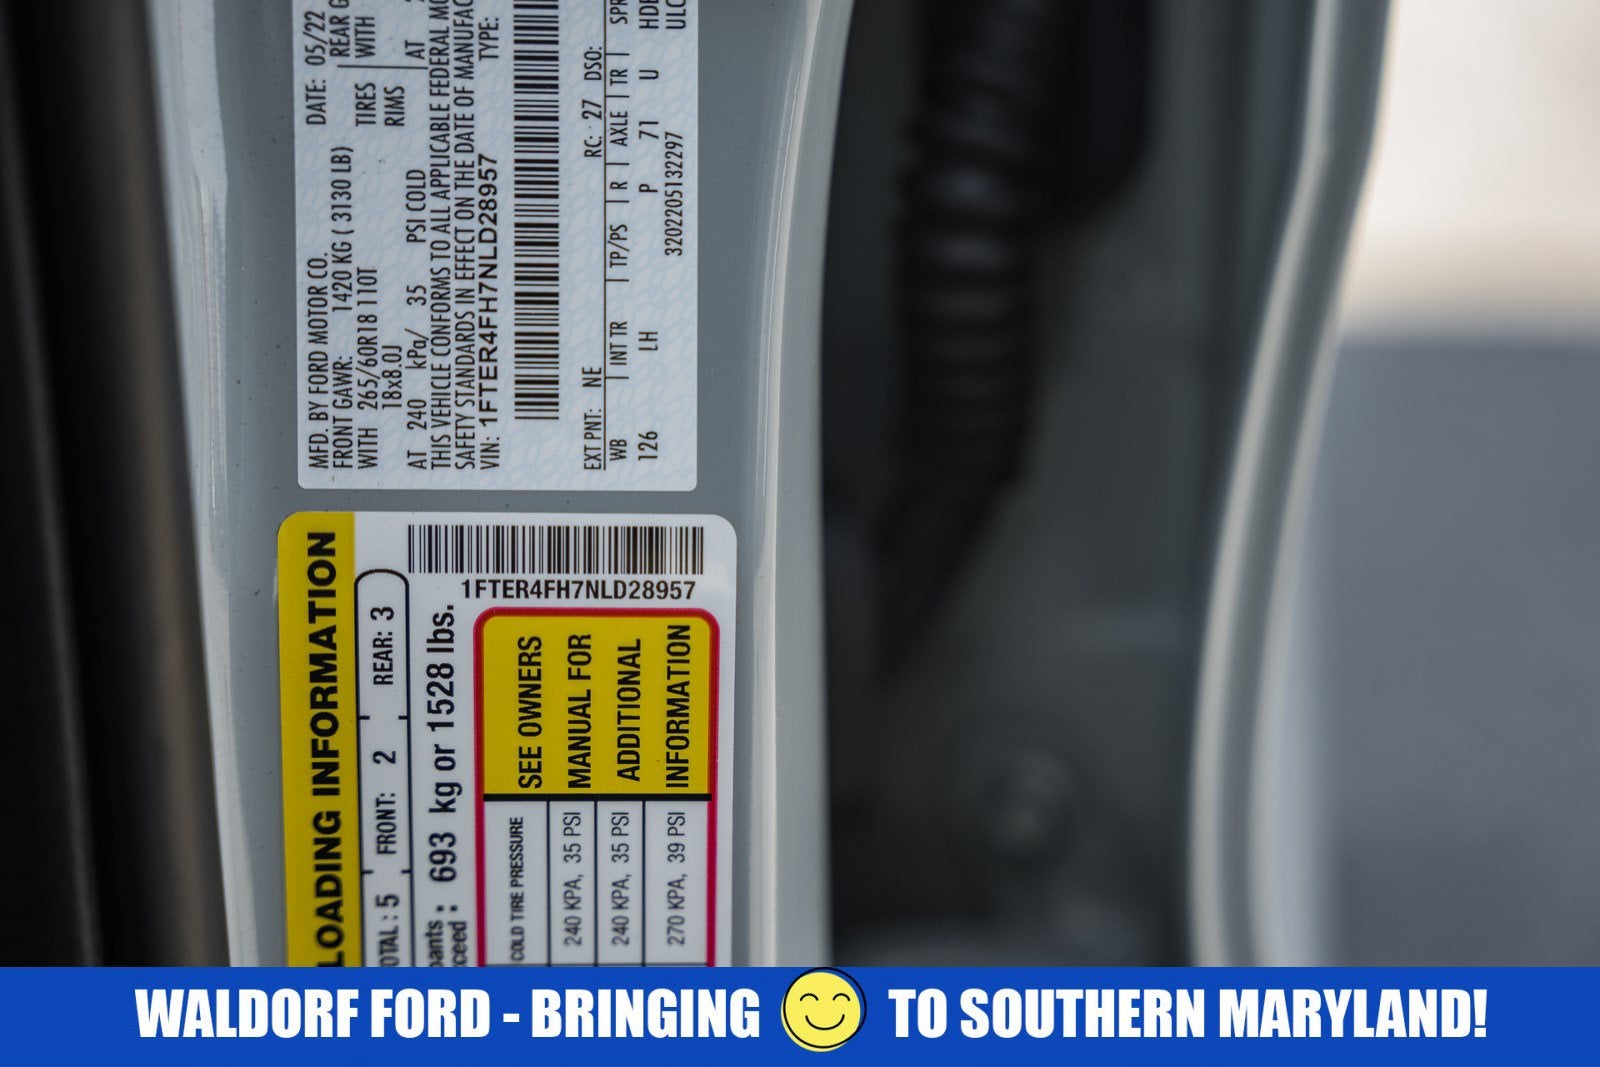 MFD. BY FORD MOTOR CO.
DATE: 05/22
FRONT GAWR: 1420 KG ( 3130 LB)
REAR
WITH 265/60R18 110T TIRES WITH
18x8.0J RIMS
AT 240 kPa/ 35 PSI COLD AT
THIS VEHICLE CONFORMS TO ALL APPLICABLE FEDERAL
SAFETY STANDARDS IN EFFECT ON THE DATE OF
VIN: 1FTER4FH7NLD28957 TYPE:
EXT PNT: NE RC: 27 DSO:
WB | INT TR | TP/PS | R | AXLE | TR |
126 LH P 71 U
3202205132297
LOADING INFORMATION
1FTER4FH7NLD28957
: 5 FRONT: 2 REAR: 3
: 693 kg or 1528 lbs.
COLD TIRE PRESSURE
240 KPA, 35 PSI
240 KPA, 35 PSI
270 KPA, 39 PSI
SEE OWNERS
MANUAL FOR
ADDITIONAL
INFORMATION
WALDORF FORD - BRINGING TO SOUTHERN MARYLAND!